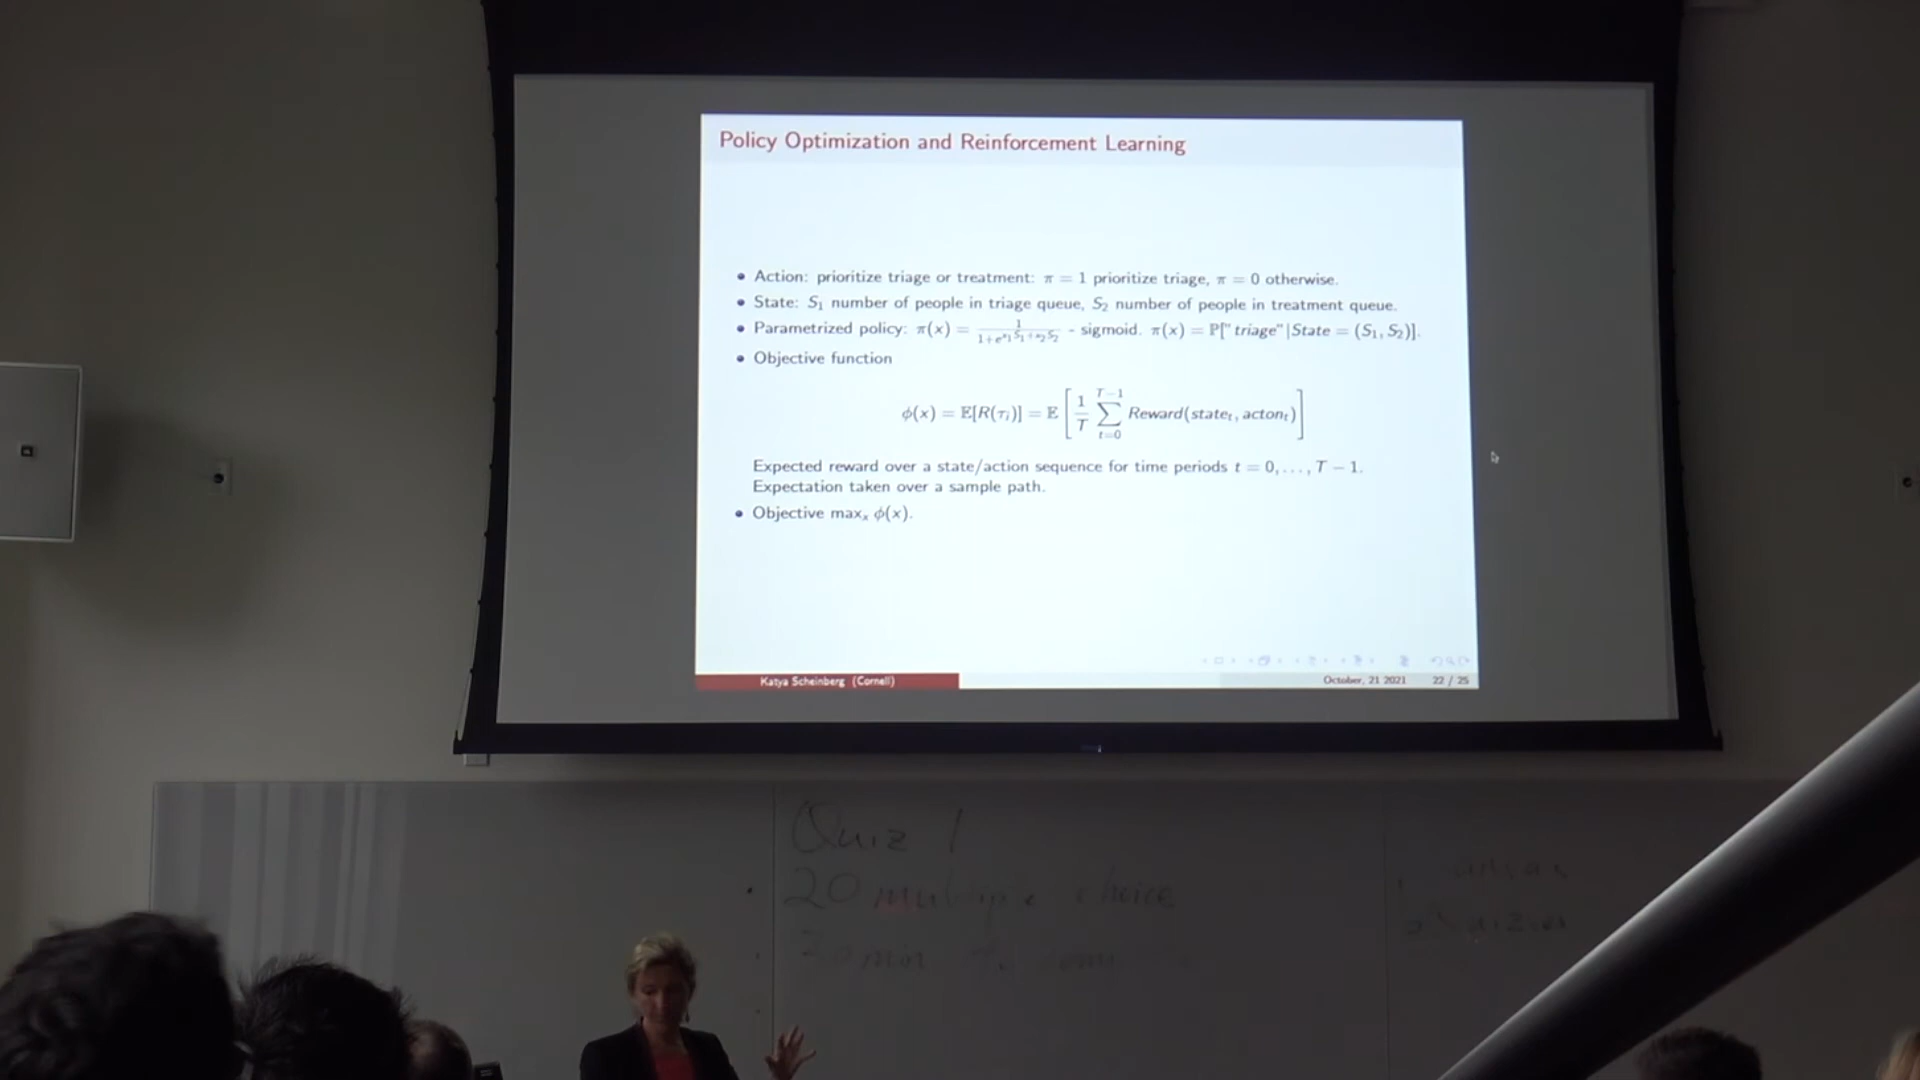 Policy Optimization and Reinforcement Learning
• Action: prioritize triage or treatment: π = 1 prioritize triage, π = 0 otherwise.
• State: S₁ number of people in triage queue, S₂ number of people in treatment queue.
• Parametrized policy: π(x) = 1/(1+e^(x₁S₁+x₂S₂)) - sigmoid. π(x) = ℙ["triage"|State = (S₁, S₂)].
• Objective function
ϕ(x) = 𝔼[R(τᵢ)] = 𝔼 [ 1/T ∑_{t=0}^{T−1} Reward(stateₜ, actonₜ) ]
Expected reward over a state/action sequence for time periods t = 0, . . . , T − 1.
Expectation taken over a sample path.
• Objective maxₓ ϕ(x).
Katya Scheinberg (Cornell)
October, 21 2021
22 / 25
Quiz 1
20 multiple choice
min